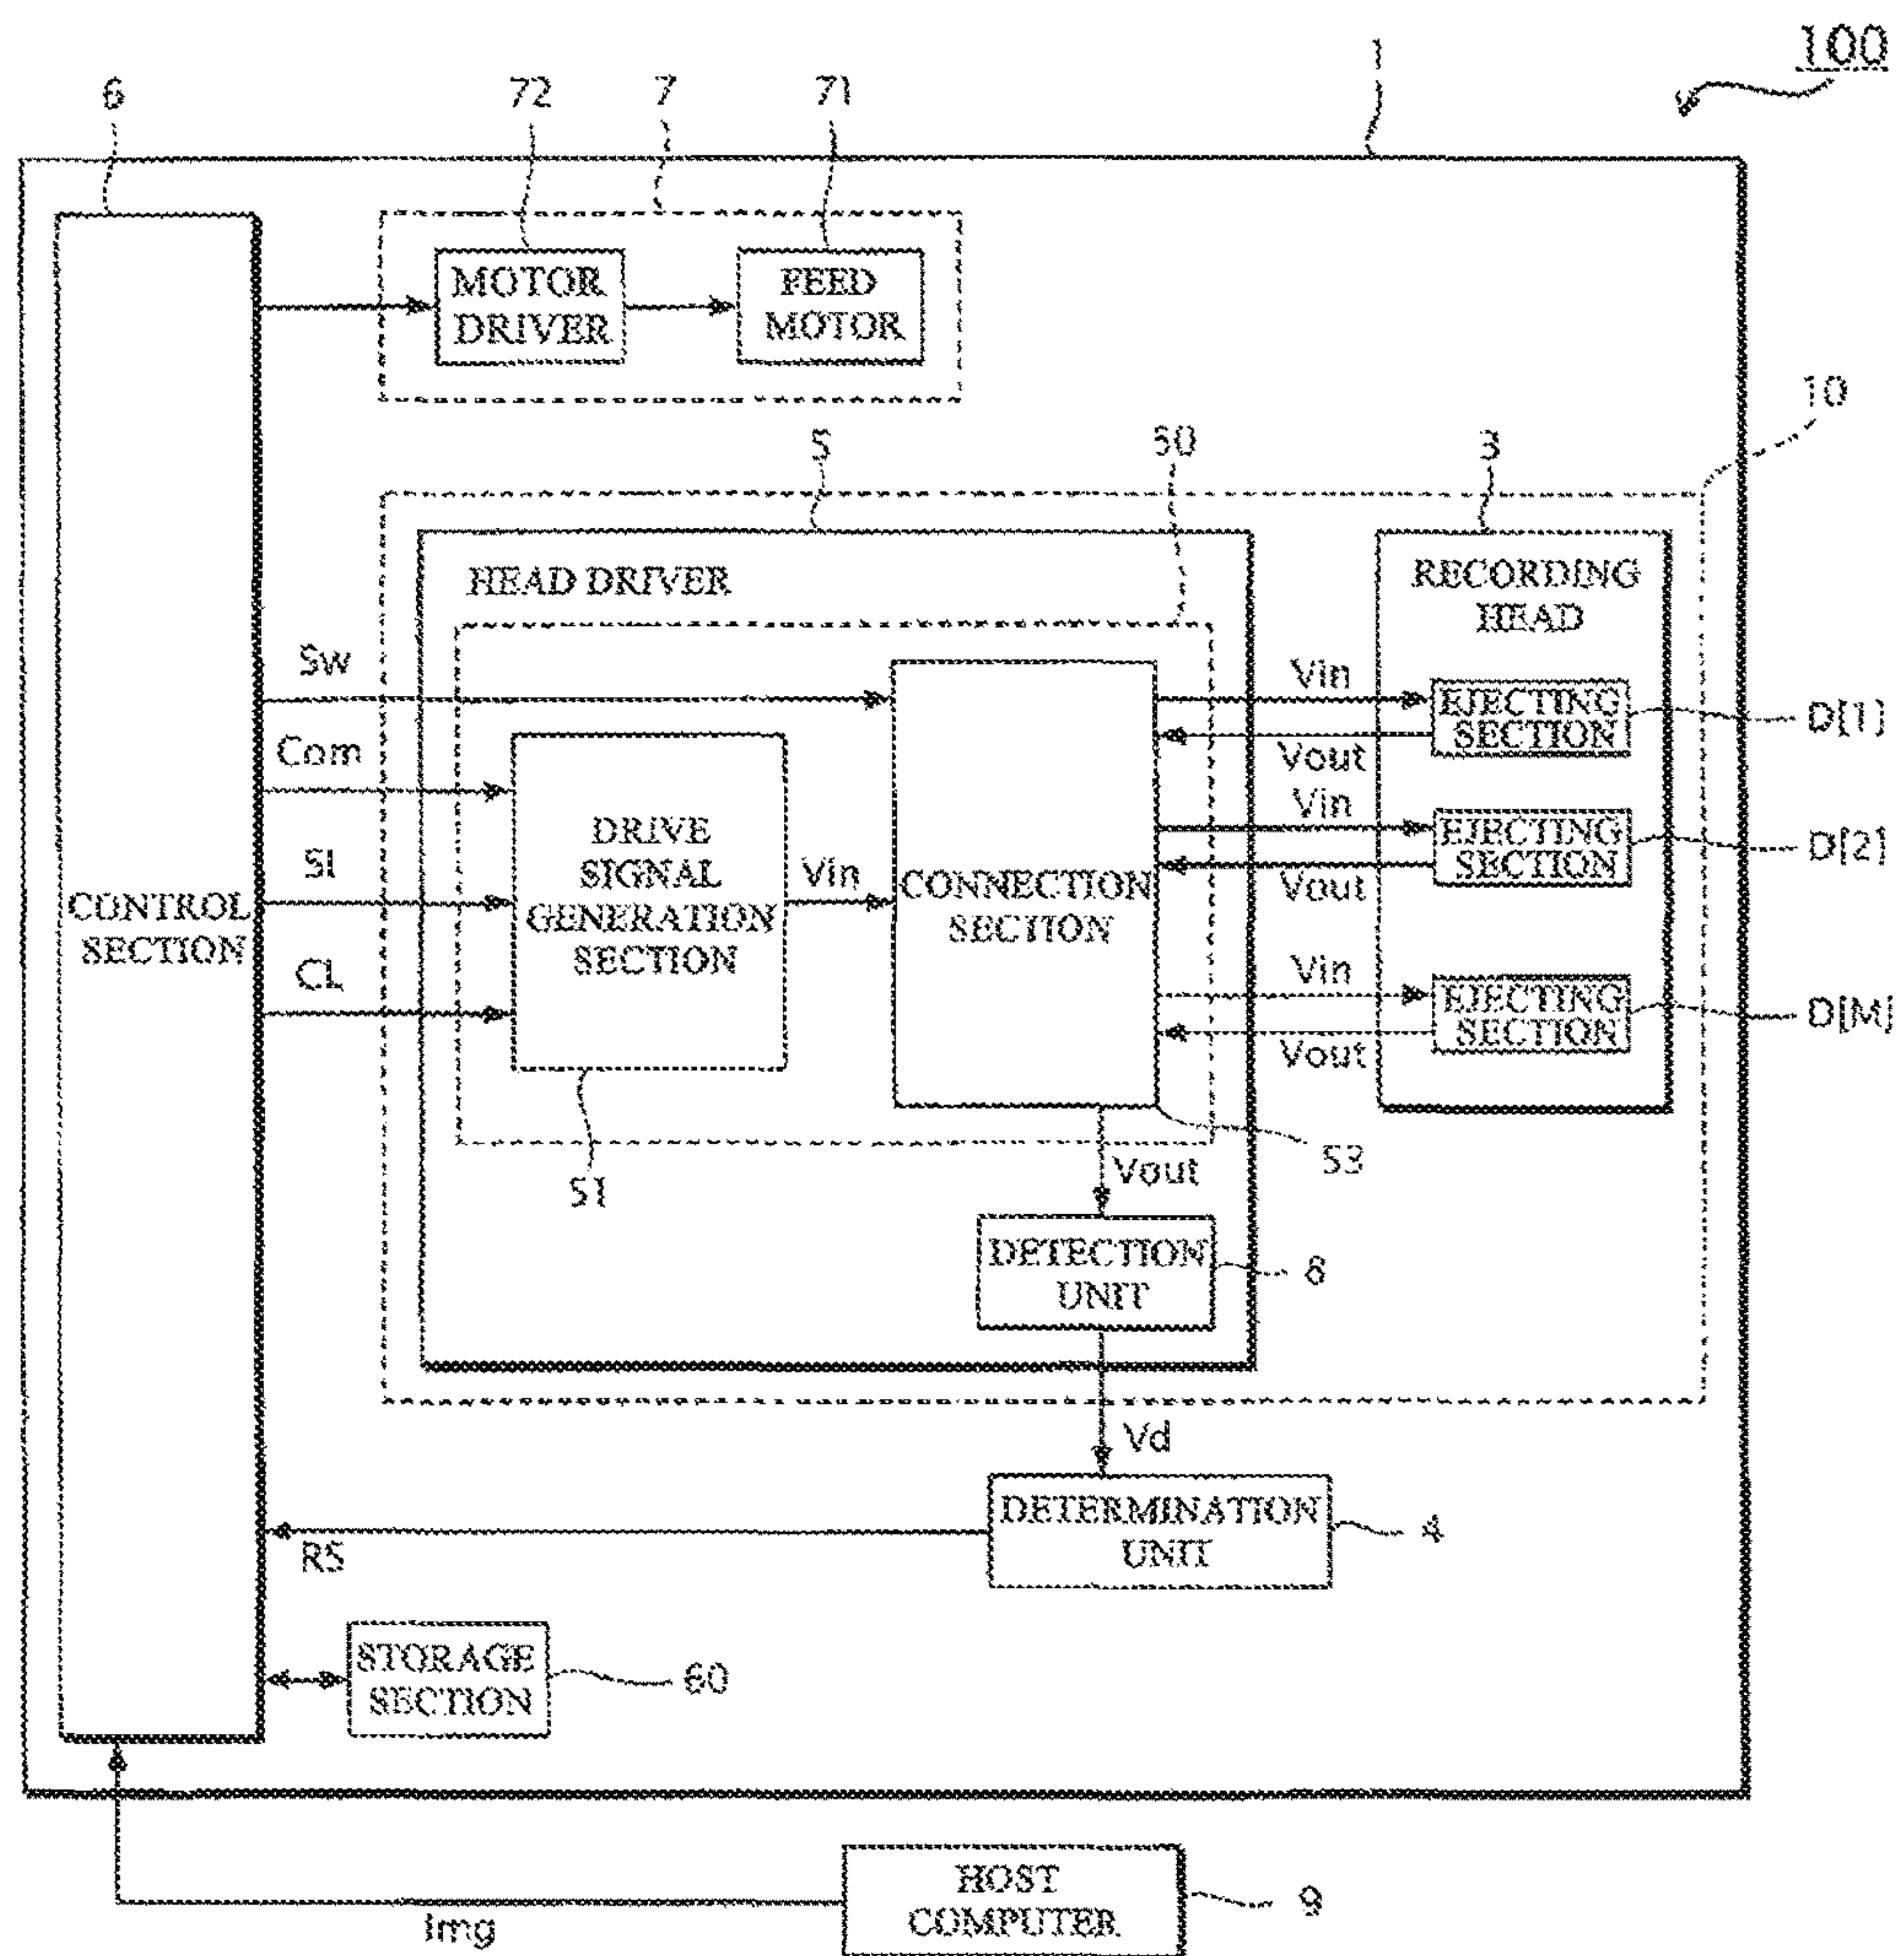 100
1
6
72
7
71
MOTOR
DRIVER
FEED
MOTOR
10
5
50
3
HEAD DRIVER
RECORDING
HEAD
Sw
Com
SI
CL
CONTROL
SECTION
DRIVE
SIGNAL
GENERATION
SECTION
Vin
CONNECTION
SECTION
Vin
EJECTING
SECTION
D[1]
Vout
Vin
EJECTING
SECTION
D[2]
Vout
Vin
EJECTING
SECTION
D[M]
Vout
51
53
Vout
DETECTION
UNIT
8
Vd
DETERMINATION
UNIT
4
RS
STORAGE
SECTION
60
HOST
COMPUTER
9
Img